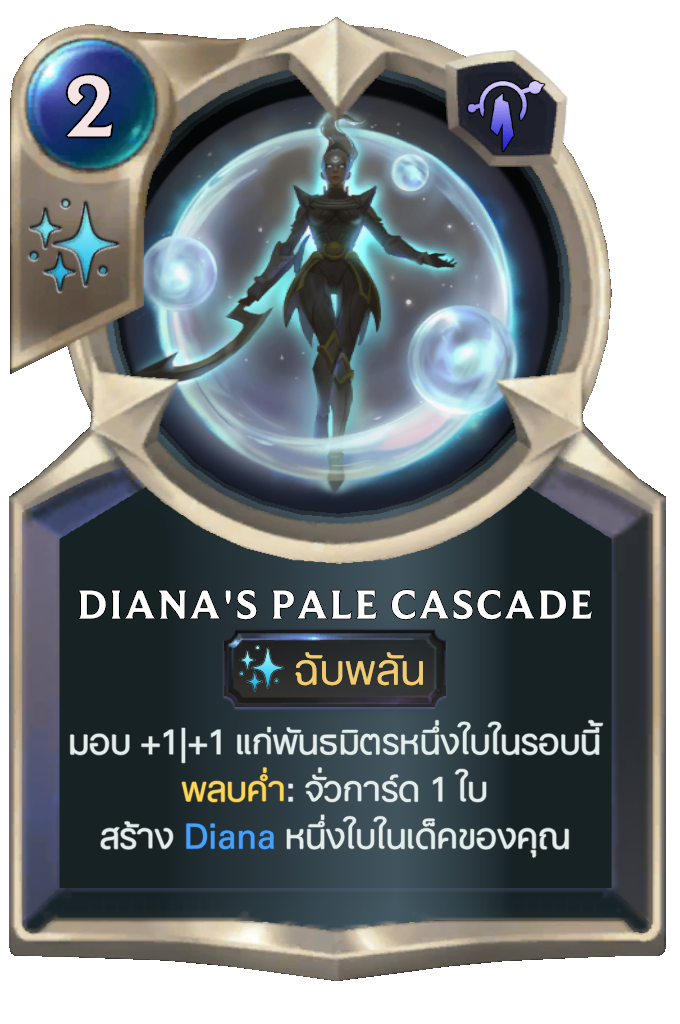 2
DIANA'S PALE CASCADE
ฉับพลัน
มอบ +1|+1 แก่พันธมิตรหนึ่งใบในรอบนี้
พลบค่ำ: จั่วการ์ด 1 ใบ
สร้าง Diana หนึ่งใบในเด็คของคุณ